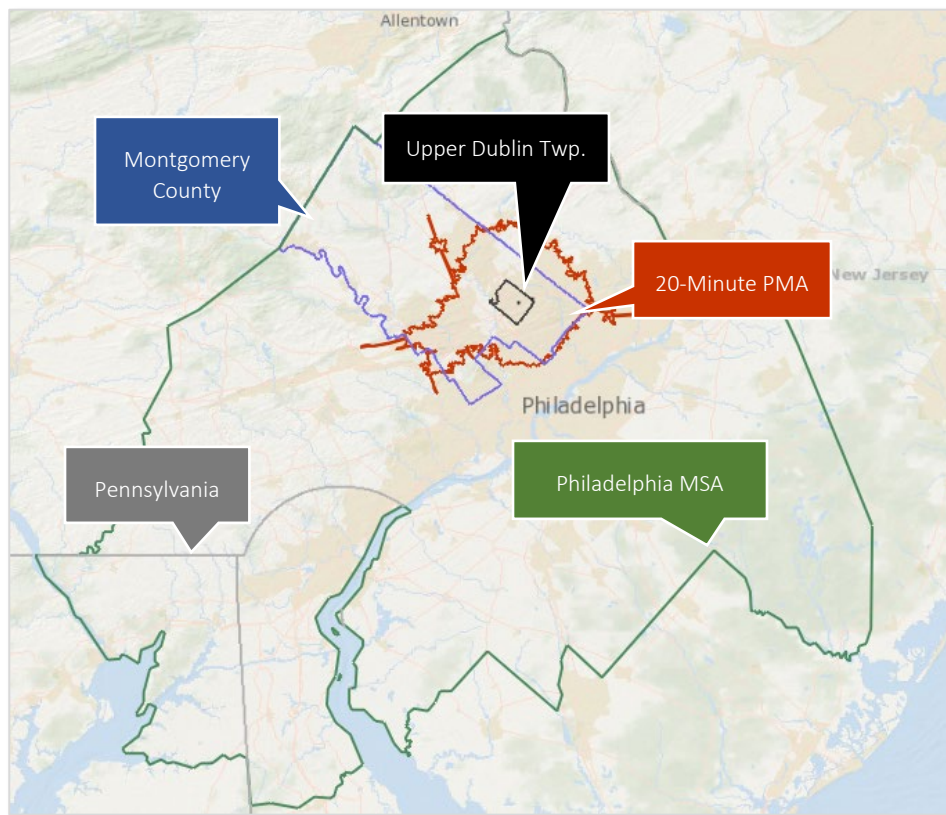 Allentown
Upper Dublin Twp.
Montgomery
County
New Jersey
20-Minute PMA
Philadelphia
Pennsylvania
Philadelphia MSA